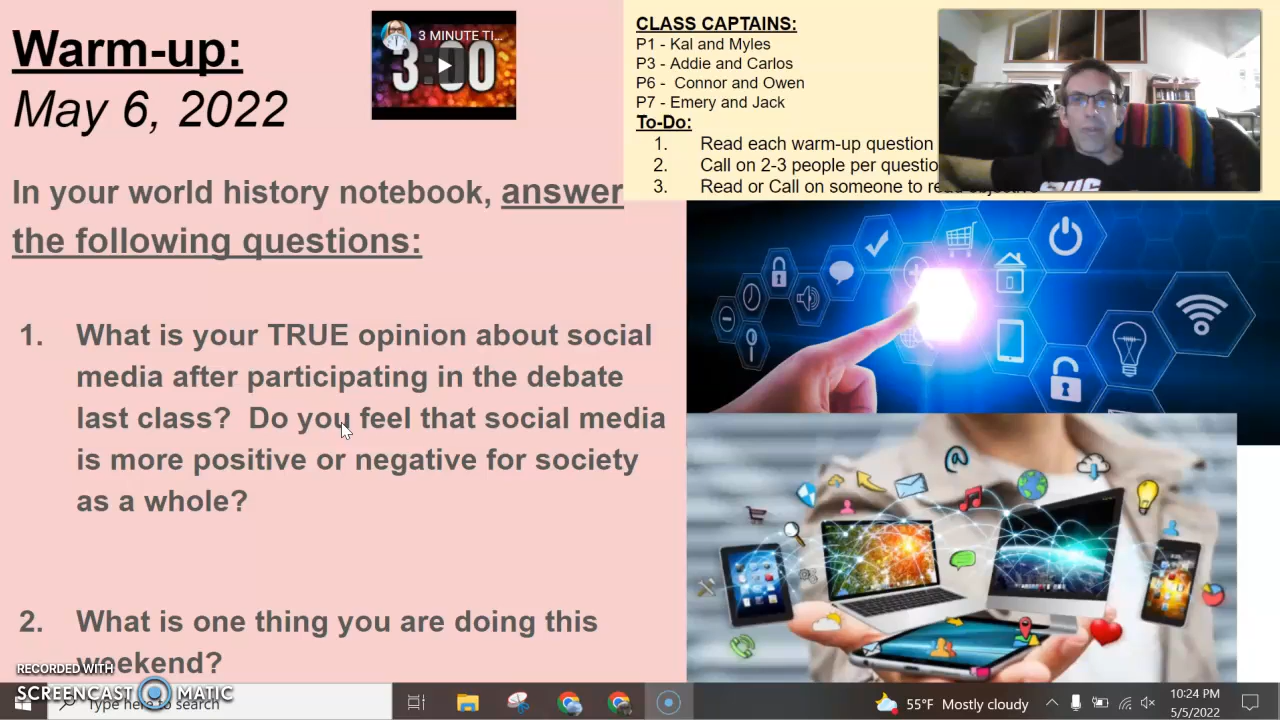 Warm-up:
May 6, 2022
3 MINUTE TI...
3:00
In your world history notebook, answer
the following questions:
1. What is your TRUE opinion about social
media after participating in the debate
last class? Do you feel that social media
is more positive or negative for society
as a whole?
2. What is one thing you are doing this
weekend?
CLASS CAPTAINS:
P1 - Kal and Myles
P3 - Addie and Carlos
P6 - Connor and Owen
P7 - Emery and Jack
To-Do:
1. Read each warm-up question
2. Call on 2-3 people per questio
3. Read or Call on someone to read objective
RECORDED WITH
SCREENCAST MATIC
Type here to search
55°F Mostly cloudy
10:24 PM
5/5/2022